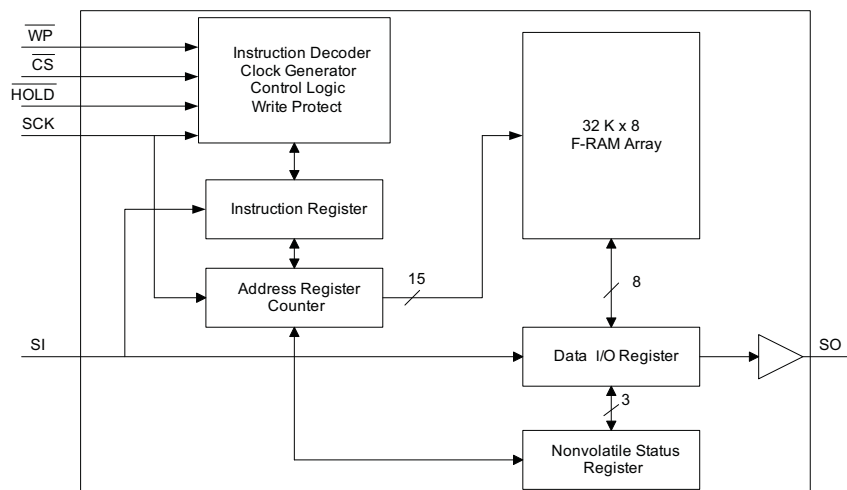 WP
CS
HOLD
SCK
Instruction Decoder
Clock Generator
Control Logic
Write Protect
32 K x 8
F-RAM Array
Instruction Register
Address Register
Counter
15
8
SI
Data I/O Register
SO
3
Nonvolatile Status
Register